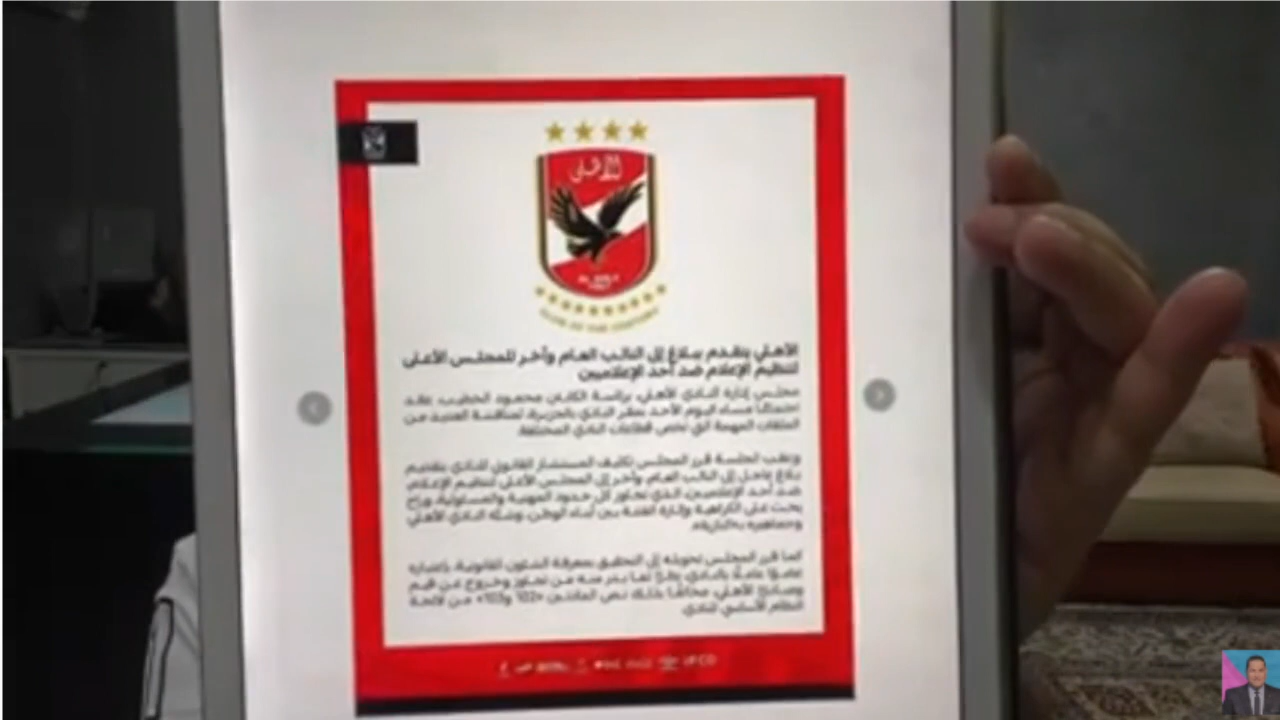 الأهلي
الأهلي يتقدم ببلاغ إلى النائب العام وآخر للمجلس الأعلى
لتنظيم الإعلام ضد أحد الإعلاميين
مجلس إدارة النادي الأهلي، برئاسة الكابتن محمود الخطيب، عقد
اجتماعًا مساء اليوم الأحد بمقر النادي بالجزيرة، لمناقشة العديد من
الملفات المهمة التي تخص قطاعات النادي المختلفة.
وعقب الجلسة قرر المجلس تكليف المستشار القانوني للنادي بتقديم
بلاغ عاجل إلى النائب العام، وآخر إلى المجلس الأعلى لتنظيم الإعلام،
ضد أحد الإعلاميين، الذي تجاوز كل حدود المهنية والمسئولية، وراح
يحث على الكراهية وإثارة الفتنة بين أبناء الوطن، وشبَّه النادي الأهلي
وجماهيره بـ
كما قرر المجلس تحويله إلى التحقيق بمعرفة الشئون القانونية، باعتباره
عضوًا عاملًا بالنادي، نظرًا لما بدر منه من تجاوز وخروج عن قيم
ومبادئ الأهلي، مخالفًا بذلك نص المادتين «102 و103» من لائحة
النظام الأساسي للنادي.